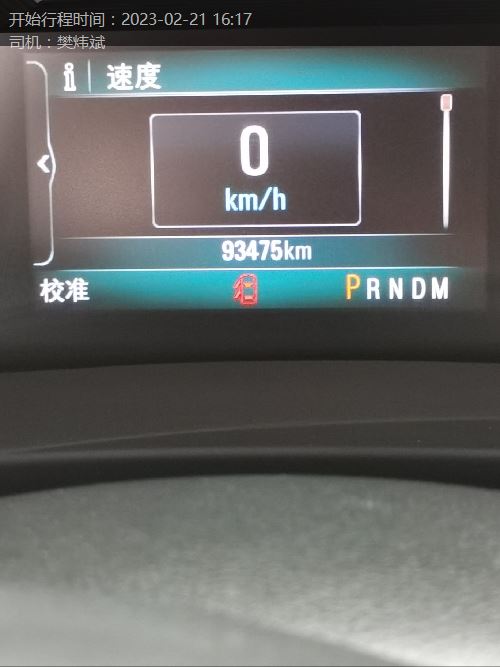 开始行程时间：2023-02-21 16:17
司机：樊炜斌
i 速度
0
km/h
93475km
校准 PRNDM